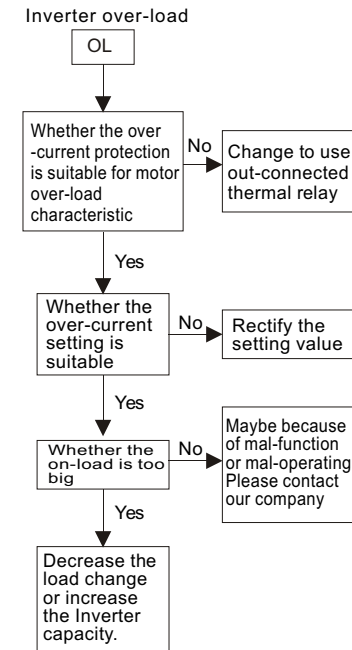 Inverter over-load
OL
Whether the over
-current protection
is suitable for motor
over-load
characteristic
No
Change to use
out-connected
thermal relay
Yes
Whether the
over-current
setting is
suitable
No
Rectify the
setting value
Yes
Whether the
on-load is too
big
No
Maybe because
of mal-function
or mal-operating
Please contact
our company
Yes
Decrease the
load change
or increase
the Inverter
capacity.